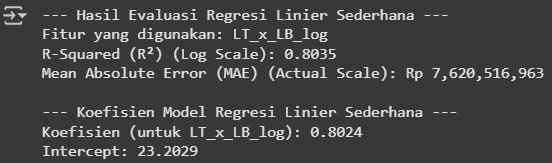 --- Hasil Evaluasi Regresi Linier Sederhana ---
Fitur yang digunakan: LT_x_LB_log
R-Squared (R²) (Log Scale): 0.8035
Mean Absolute Error (MAE) (Actual Scale): Rp 7,620,516,963

--- Koefisien Model Regresi Linier Sederhana ---
Koefisien (untuk LT_x_LB_log): 0.8024
Intercept: 23.2029